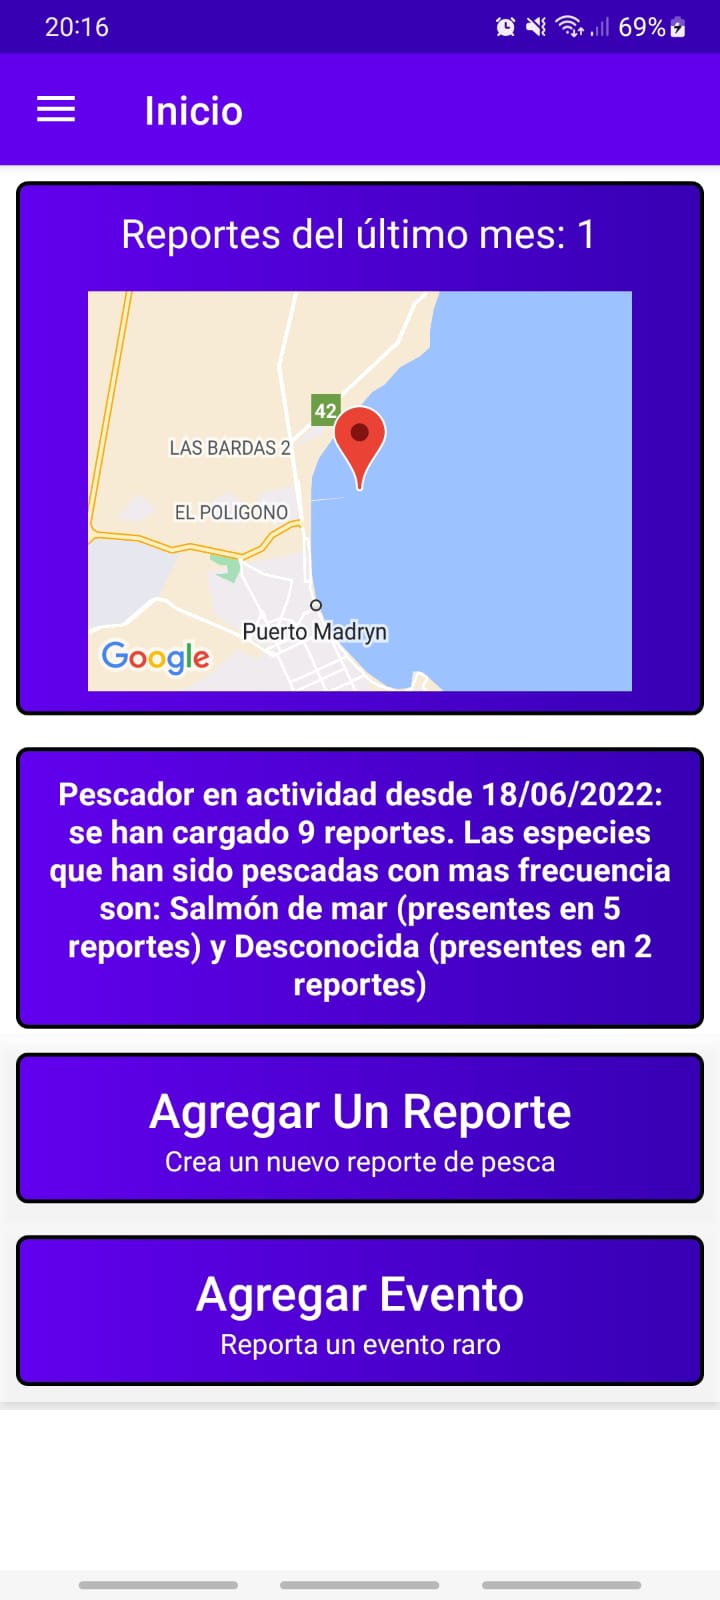 20:16
69%
Inicio
Reportes del último mes: 1
42
LAS BARDAS 2
EL POLIGONO
Puerto Madryn
Google
Pescador en actividad desde 18/06/2022:
se han cargado 9 reportes. Las especies
que han sido pescadas con mas frecuencia
son: Salmón de mar (presentes en 5
reportes) y Desconocida (presentes en 2
reportes)
Agregar Un Reporte
Crea un nuevo reporte de pesca
Agregar Evento
Reporta un evento raro